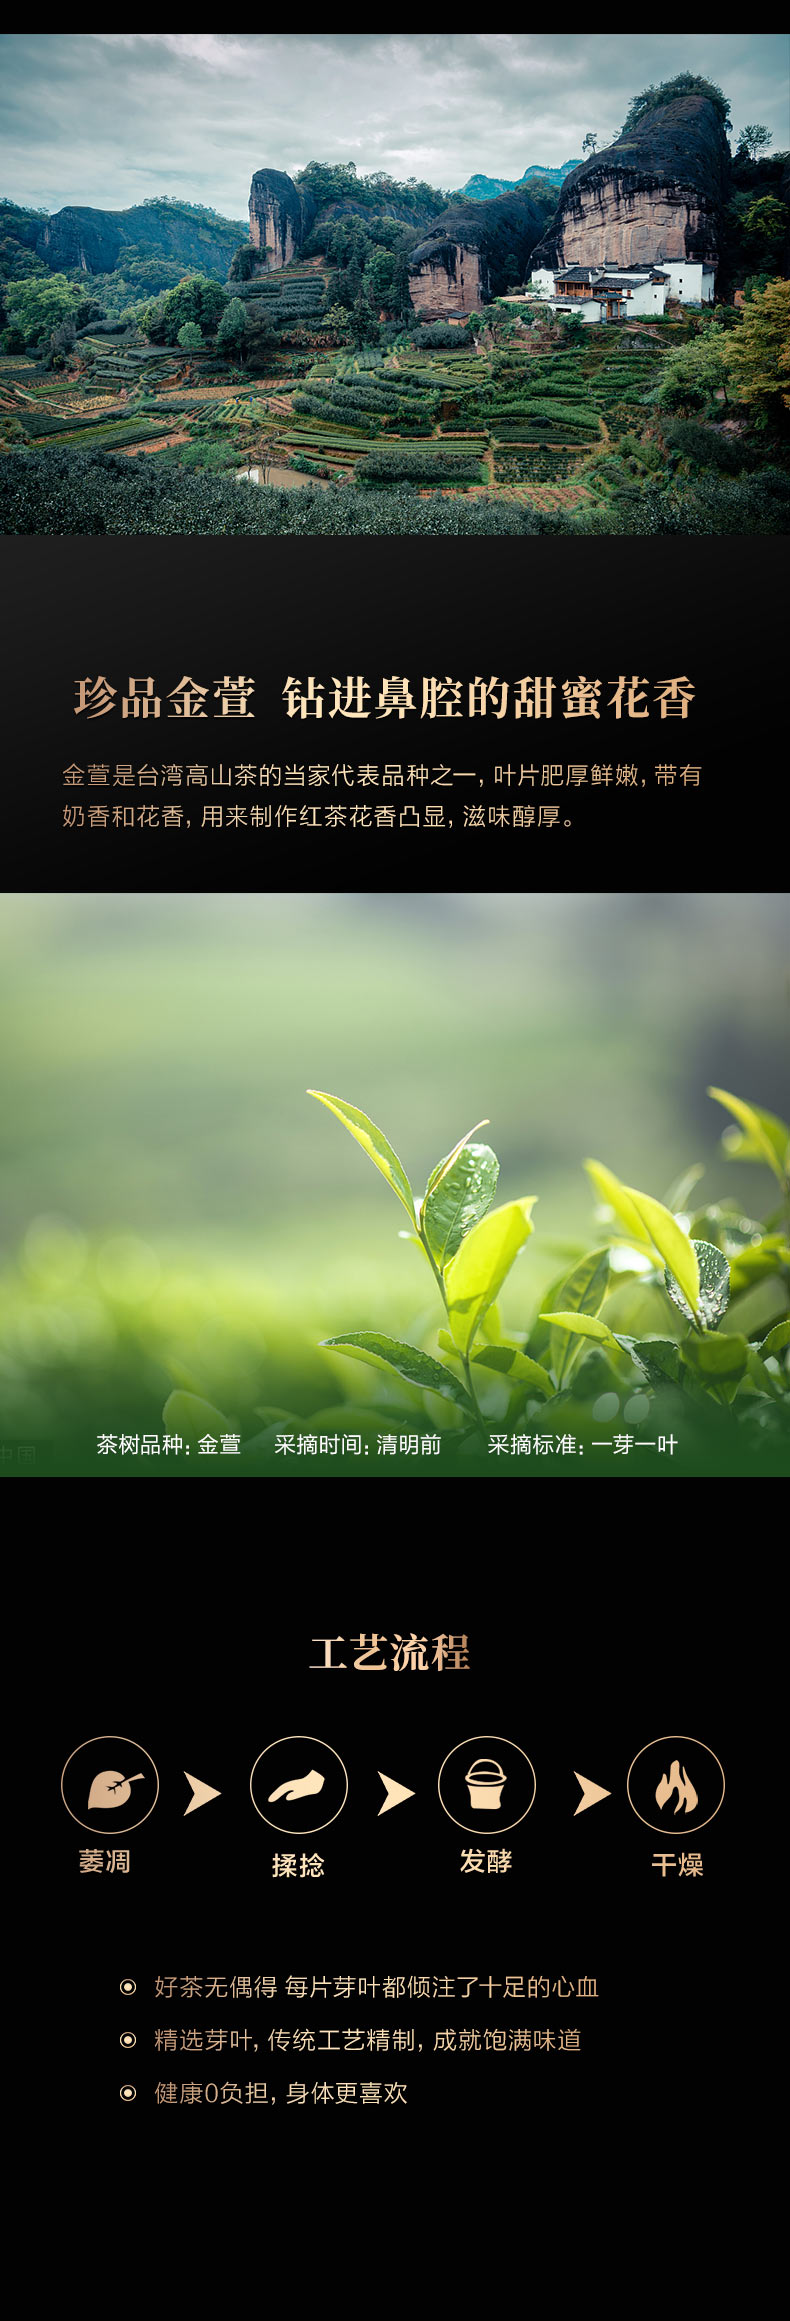 珍品金萱 钻进鼻腔的甜蜜花香
金萱是台湾高山茶的当家代表品种之一, 叶片肥厚鲜嫩, 带有
奶香和花香, 用来制作红茶花香凸显, 滋味醇厚。
茶树品种: 金萱 采摘时间: 清明前 采摘标准: 一芽一叶
中国
工艺流程
萎凋
揉捻
发酵
干燥
好茶无偶得 每片芽叶都倾注了十足的心血
精选芽叶, 传统工艺精制, 成就饱满味道
健康0负担, 身体更喜欢